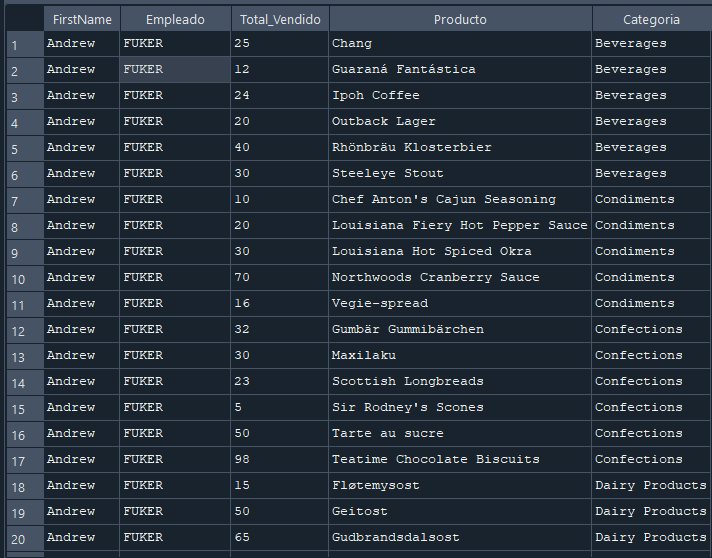 FirstName Empleado Total_Vendido Producto Categoria
1 Andrew FUKER 25 Chang Beverages
2 Andrew FUKER 12 Guaraná Fantástica Beverages
3 Andrew FUKER 24 Ipoh Coffee Beverages
4 Andrew FUKER 20 Outback Lager Beverages
5 Andrew FUKER 40 Rhönbräu Klosterbier Beverages
6 Andrew FUKER 30 Steeleye Stout Beverages
7 Andrew FUKER 10 Chef Anton's Cajun Seasoning Condiments
8 Andrew FUKER 20 Louisiana Fiery Hot Pepper Sauce Condiments
9 Andrew FUKER 30 Louisiana Hot Spiced Okra Condiments
10 Andrew FUKER 70 Northwoods Cranberry Sauce Condiments
11 Andrew FUKER 16 Vegie-spread Condiments
12 Andrew FUKER 32 Gumbär Gummibärchen Confections
13 Andrew FUKER 30 Maxilaku Confections
14 Andrew FUKER 23 Scottish Longbreads Confections
15 Andrew FUKER 5 Sir Rodney's Scones Confections
16 Andrew FUKER 50 Tarte au sucre Confections
17 Andrew FUKER 98 Teatime Chocolate Biscuits Confections
18 Andrew FUKER 15 Fløtemysost Dairy Products
19 Andrew FUKER 50 Geitost Dairy Products
20 Andrew FUKER 65 Gudbrandsdalsost Dairy Products